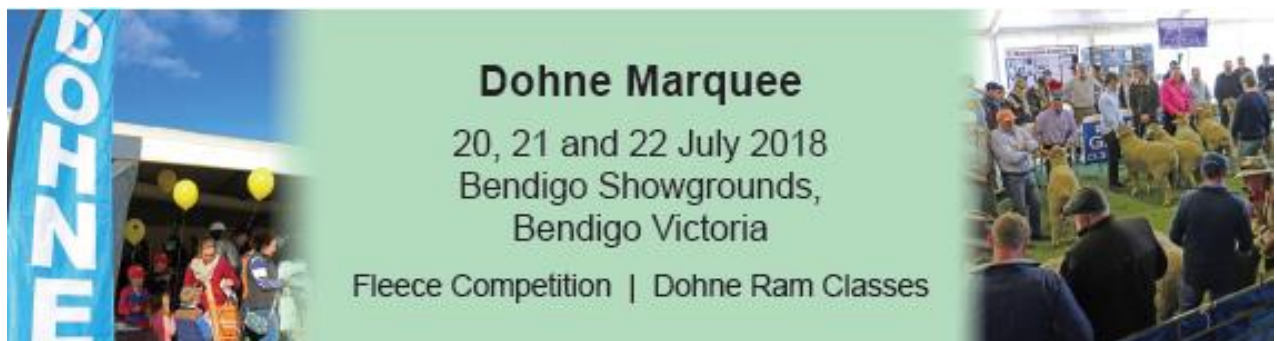 DOHNE
Dohne Marquee
20, 21 and 22 July 2018
Bendigo Showgrounds,
Bendigo Victoria
Fleece Competition | Dohne Ram Classes